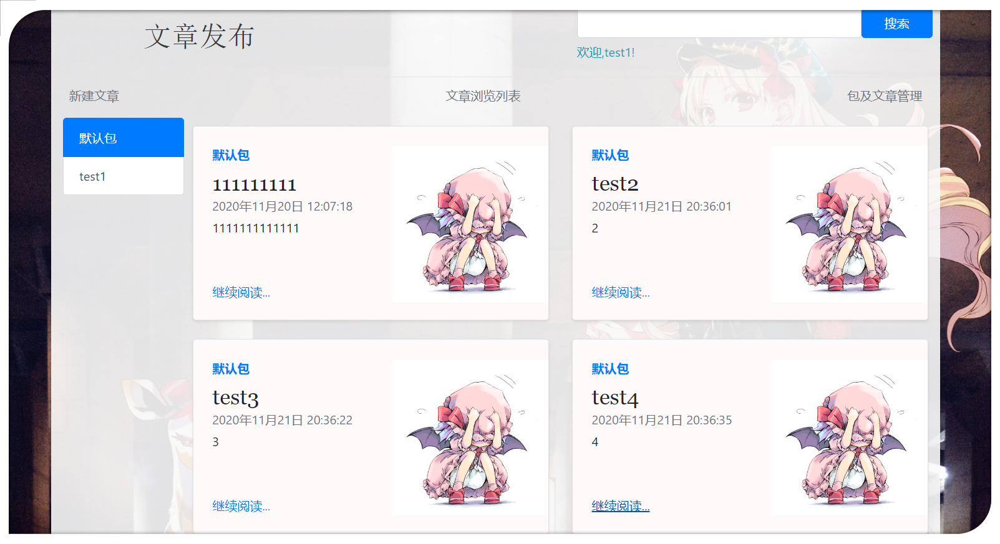 文章发布
搜索
欢迎,test1!
新建文章
文章浏览列表
包及文章管理
默认包
test1
默认包
111111111
2020年11月20日 12:07:18
1111111111111
继续阅读...
默认包
test2
2020年11月21日 20:36:01
2
继续阅读...
默认包
test3
2020年11月21日 20:36:22
3
继续阅读...
默认包
test4
2020年11月21日 20:36:35
4
继续阅读...